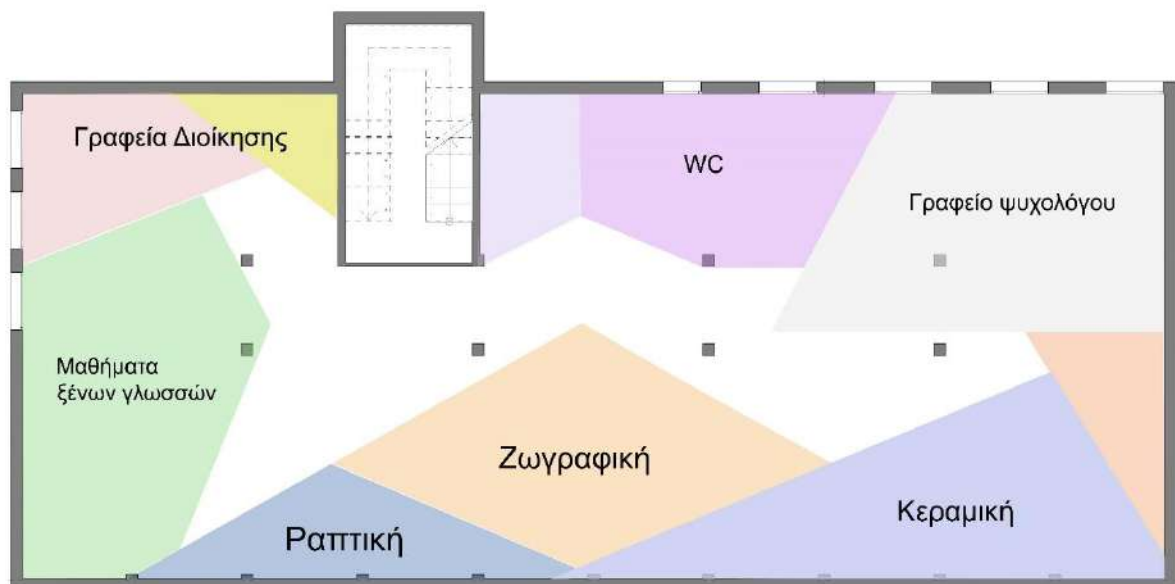 Γραφεία Διοίκησης
WC
Γραφείο ψυχολόγου
Μαθήματα
ξένων γλωσσών
Ζωγραφική
Κεραμική
Ραπτική